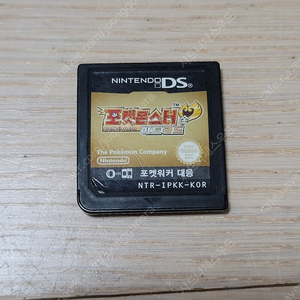 NINTENDO DS
포켓몬스터
TM
하트골드
The Pokémon Company
Nintendo
포켓워커 대응
NTR-IPKK-KOR